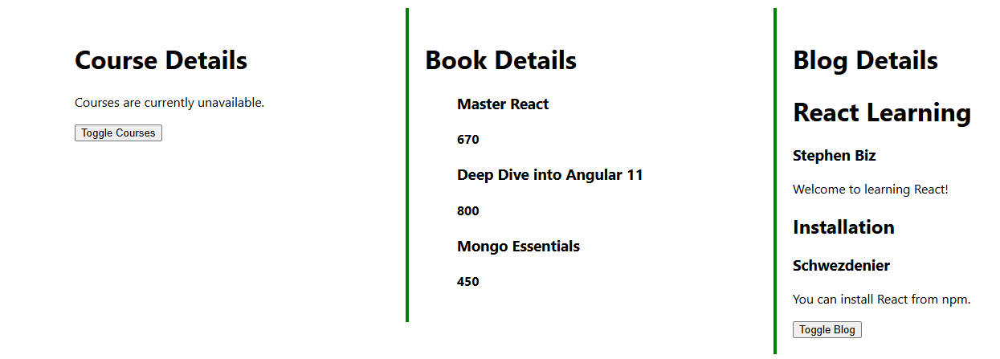 Course Details
Courses are currently unavailable.
Toggle Courses
Book Details
Master React
670
Deep Dive into Angular 11
800
Mongo Essentials
450
Blog Details
React Learning
Stephen Biz
Welcome to learning React!
Installation
Schwezdenier
You can install React from npm.
Toggle Blog